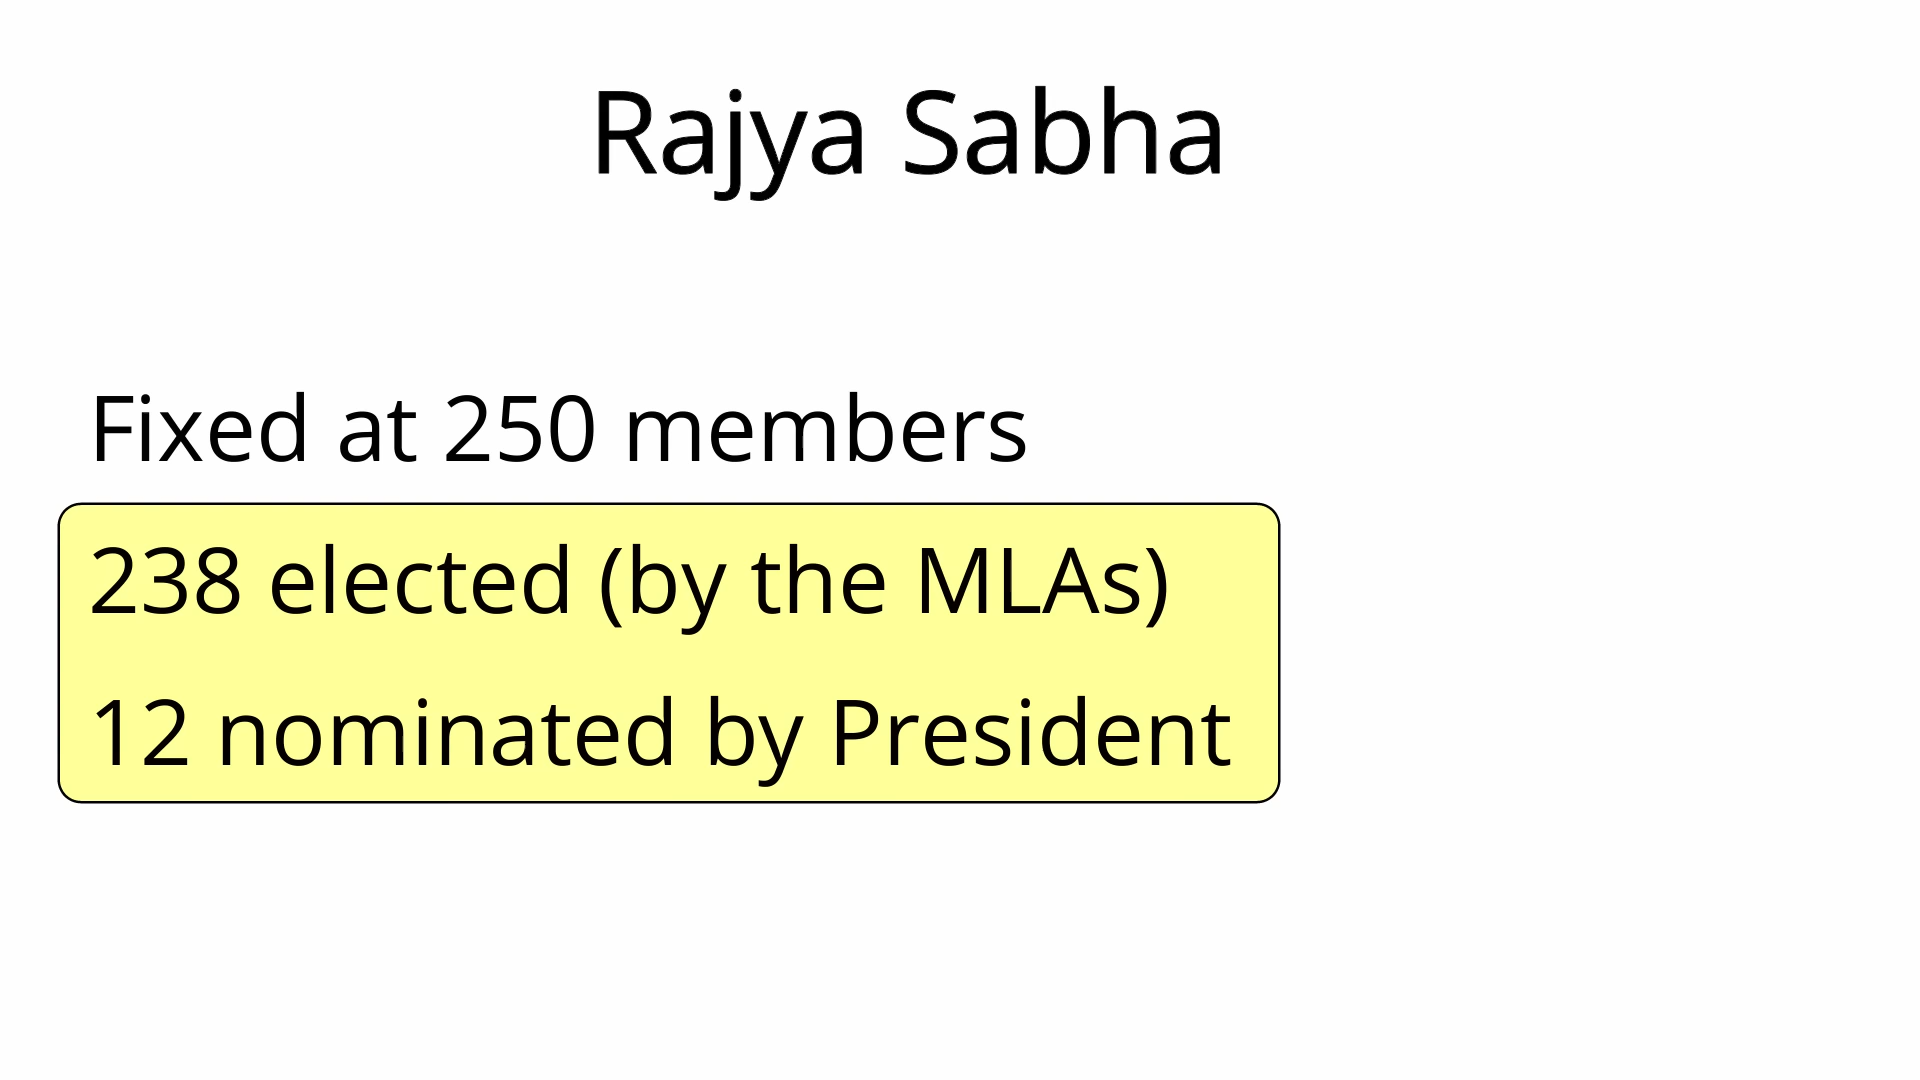 Rajya Sabha
Fixed at 250 members
238 elected (by the MLAs)
12 nominated by President